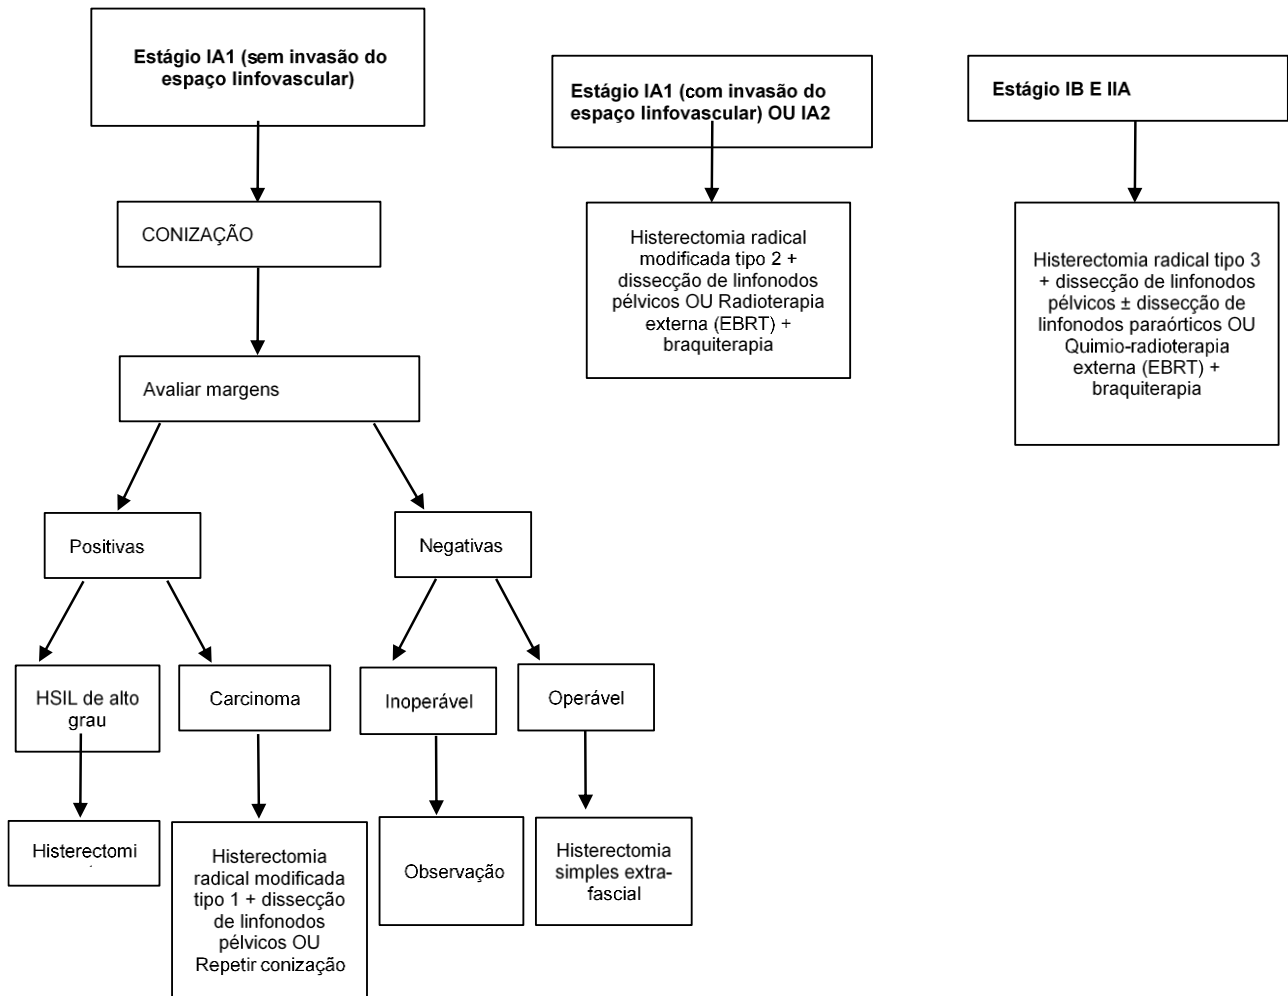 Estágio IA1 (sem invasão do
espaço linfovascular)
Estágio IA1 (com invasão do
espaço linfovascular) OU IA2
Estágio IB E IIA
CONIZAÇÃO
Histerectomia radical
modificada tipo 2 +
dissecção de linfonodos
pélvicos OU Radioterapia
externa (EBRT) +
braquiterapia
Histerectomia radical tipo 3
+ dissecção de linfonodos
pélvicos ± dissecção de
linfonodos paraórticos OU
Quimio-radioterapia
externa (EBRT) +
braquiterapia
Avaliar margens
Positivas
Negativas
HSIL de alto
grau
Carcinoma
Inoperável
Operável
Histerectomi
Histerectomia
radical modificada
tipo 1 + dissecção
de linfonodos
pélvicos OU
Repetir conização
Observação
Histerectomia
simples extra-
fascial